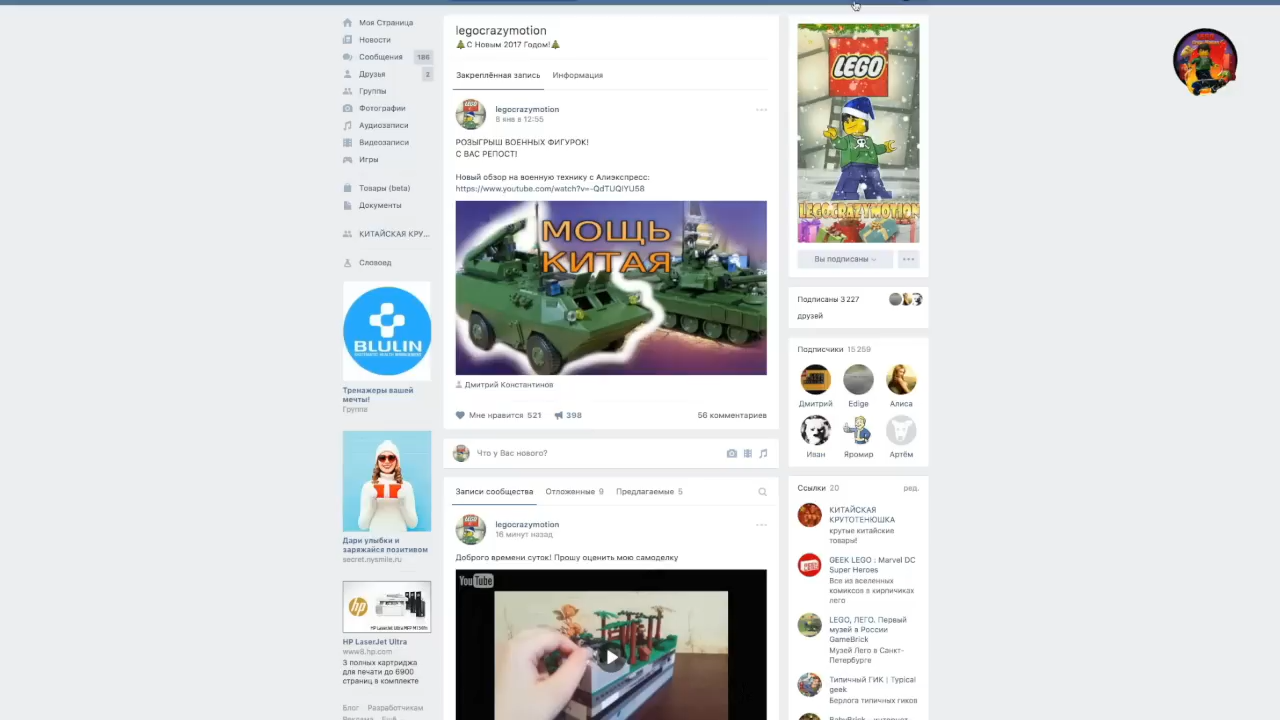 Моя Страница
Новости
Сообщения 186
Друзья 2
Группы
Фотографии
Аудиозаписи
Видеозаписи
Игры
Товары (beta)
Документы
КИТАЙСКАЯ КРУ...
Словоед
BLULIN
Тренажеры вашей
мечты!
Группа
Дари улыбки и
заряжайся позитивом
secret.nysmile.ru
hp
HP LaserJet Ultra
www8.hp.com
3 полных картриджа
для печати до 6900
страниц в комплекте
Блог Разработчикам
Реклама Ещё
legocrazymotion
🎄С Новым 2017 Годом!🎄
Закреплённая запись Информация
legocrazymotion
8 янв в 12:55
РОЗЫГРЫШ ВОЕННЫХ ФИГУРОК!
С ВАС РЕПОСТ!
Новый обзор на военную технику с Алиэкспресс:
https://www.youtube.com/watch?v=-QdTUQIYU58
МОЩЬ
КИТАЯ
Дмитрий Константинов
Мне нравится 521 398 56 комментариев
Что у Вас нового?
Записи сообщества Отложенные 9 Предлагаемые 5
legocrazymotion
16 минут назад
Доброго времени суток! Прошу оценить мою самоделку
YouTube
LEGO
LEGOCRAZYMOTION
Вы подписаны
Подписаны 3 227
друзей
Подписчики 15 259
Дмитрий Edige Алиса
Иван Яромир Артём
Ссылки 20 ред.
КИТАЙСКАЯ
КРУТОТЕНЮШКА
крутые китайские
товары!
GEEK LEGO : Marvel DC
Super Heroes
Все из вселенных
комиксов в кирпичиках
лего
LEGO, ЛЕГО. Первый
музей в России
GameBrick
Музей Лего в Санкт-
Петербурге
Типичный ГИК | Typical
geek
Берлога типичных гиков
BabyBrick - интернет